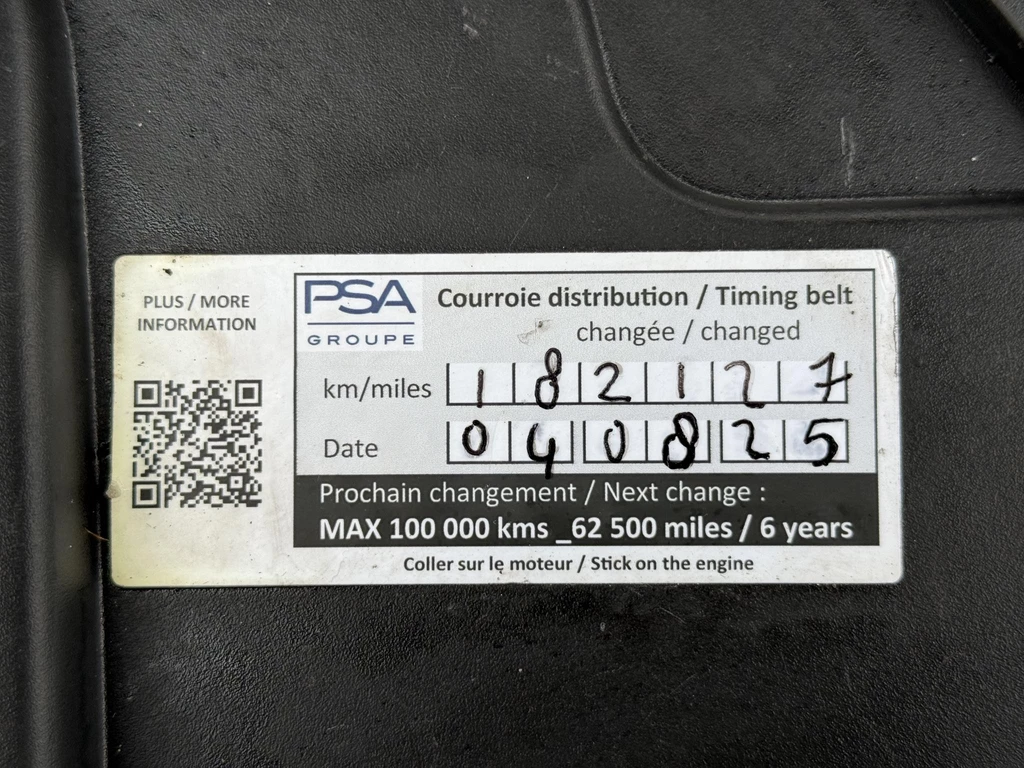 PLUS / MORE
INFORMATION
PSA
GROUPE
Courroie distribution / Timing belt
changée / changed
km/miles 182127
Date 040825
Prochain changement / Next change :
MAX 100 000 kms _62 500 miles / 6 years
Coller sur le moteur / Stick on the engine